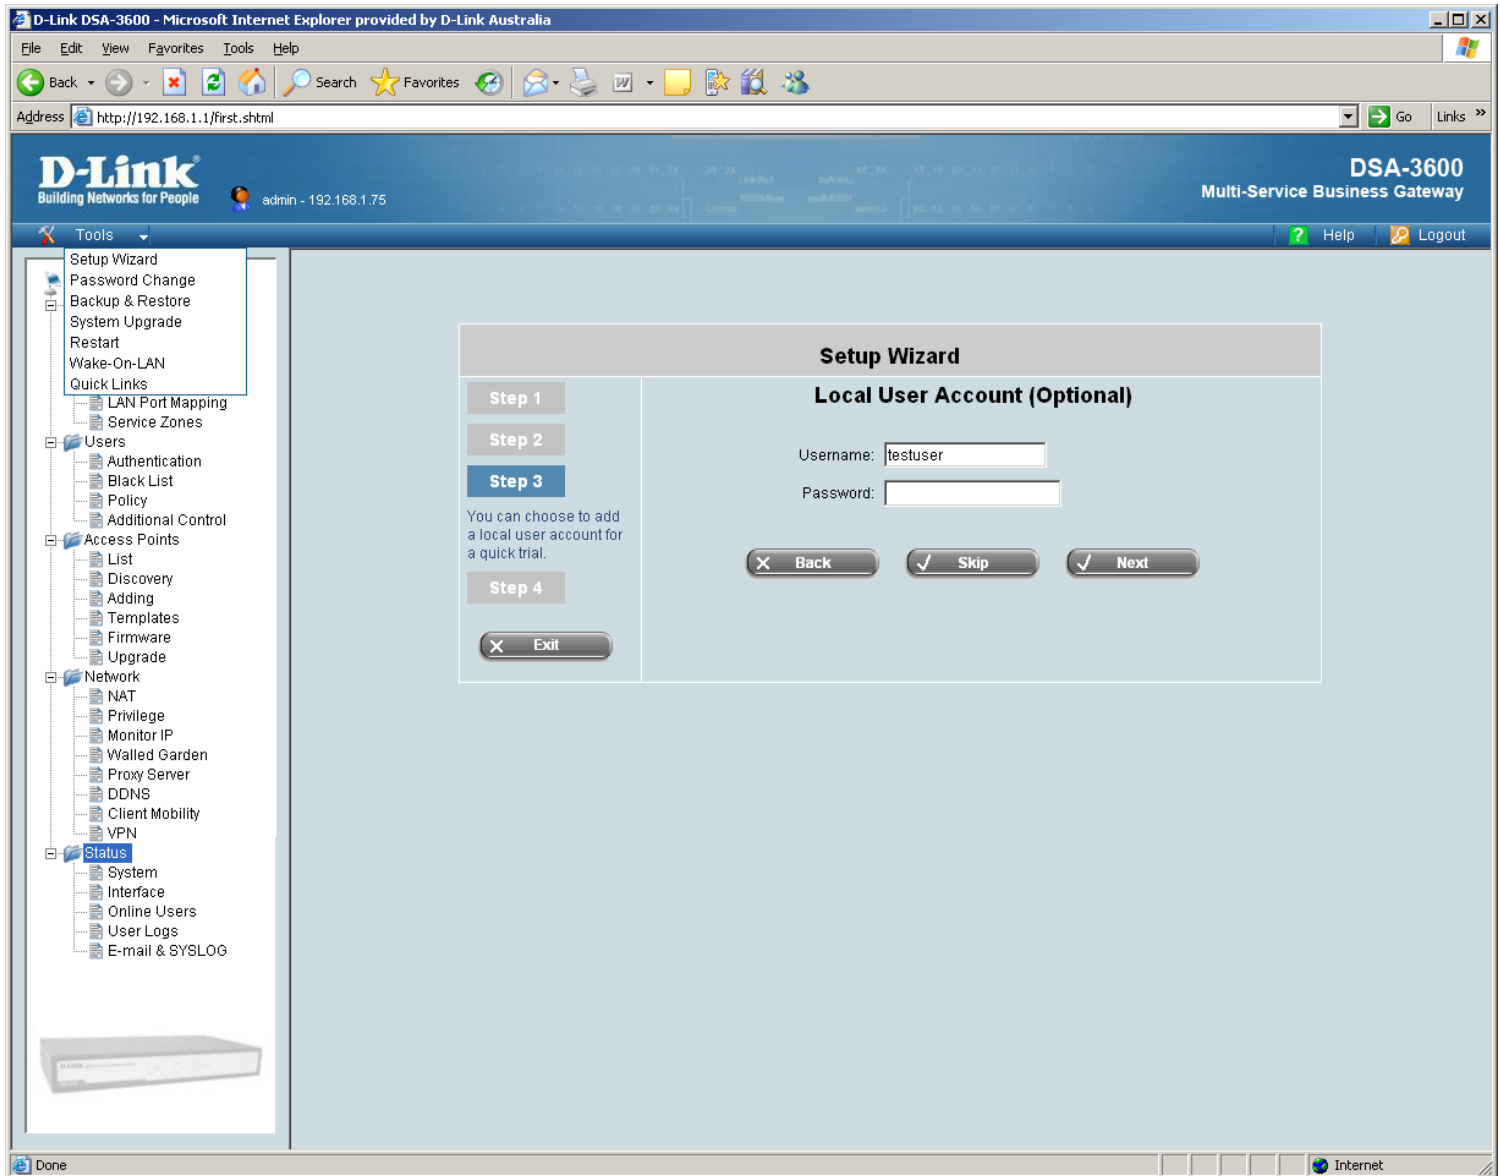 D-Link DSA-3600 - Microsoft Internet Explorer provided by D-Link Australia
File Edit View Favorites Tools Help
Back Search Favorites
Address http://192.168.1.1/first.shtml Go Links »
D-Link
Building Networks for People
admin - 192.168.1.75
DSA-3600
Multi-Service Business Gateway
Tools Help Logout
Setup Wizard
Password Change
Backup & Restore
System Upgrade
Restart
Wake-On-LAN
Quick Links
LAN Port Mapping
Service Zones
Users
Authentication
Black List
Policy
Additional Control
Access Points
List
Discovery
Adding
Templates
Firmware
Upgrade
Network
NAT
Privilege
Monitor IP
Walled Garden
Proxy Server
DDNS
Client Mobility
VPN
Status
System
Interface
Online Users
User Logs
E-mail & SYSLOG
Setup Wizard
Step 1
Step 2
Step 3
You can choose to add
a local user account for
a quick trial.
Step 4
Exit
Local User Account (Optional)
Username: testuser
Password:
Back Skip Next
Done Internet